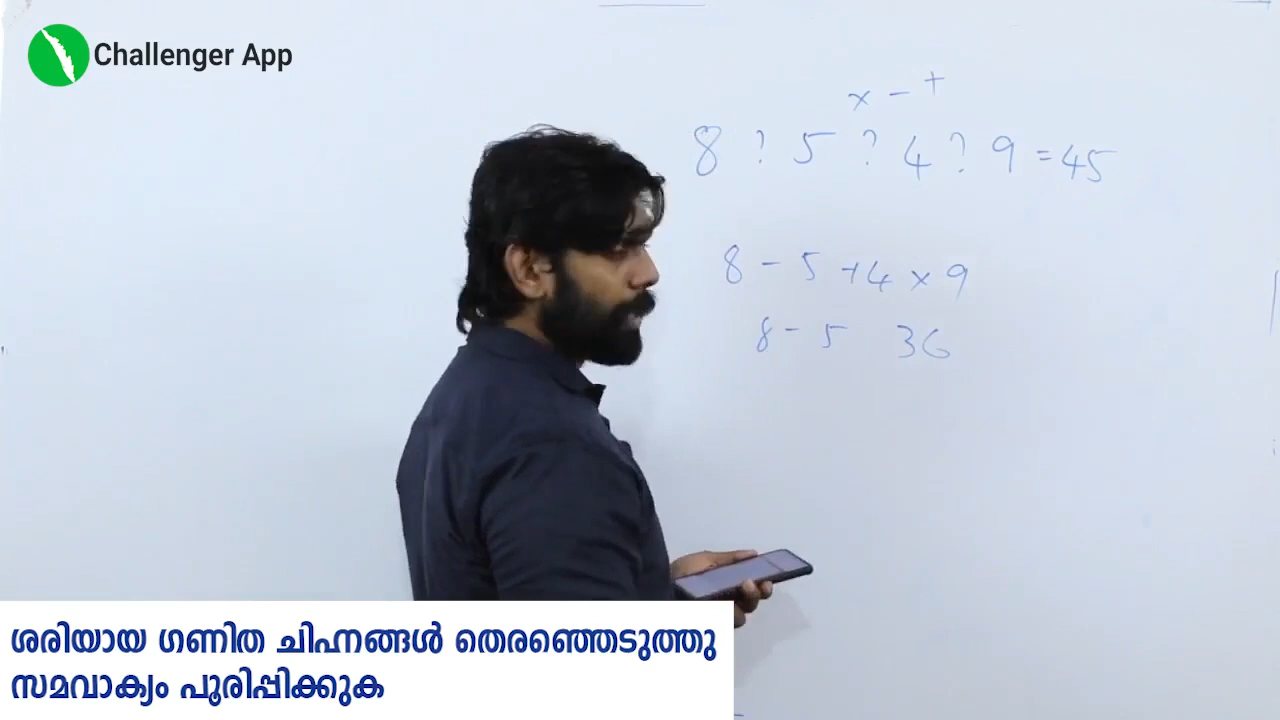 Challenger App
× − +
8 ? 5 ? 4 ? 9 = 45
8 − 5 + 4 × 9
8 − 5 36
ശരിയായ ഗണിത ചിഹ്നങ്ങൾ തെരഞ്ഞെടുത്തു
സമവാക്യം പൂരിപ്പിക്കുക